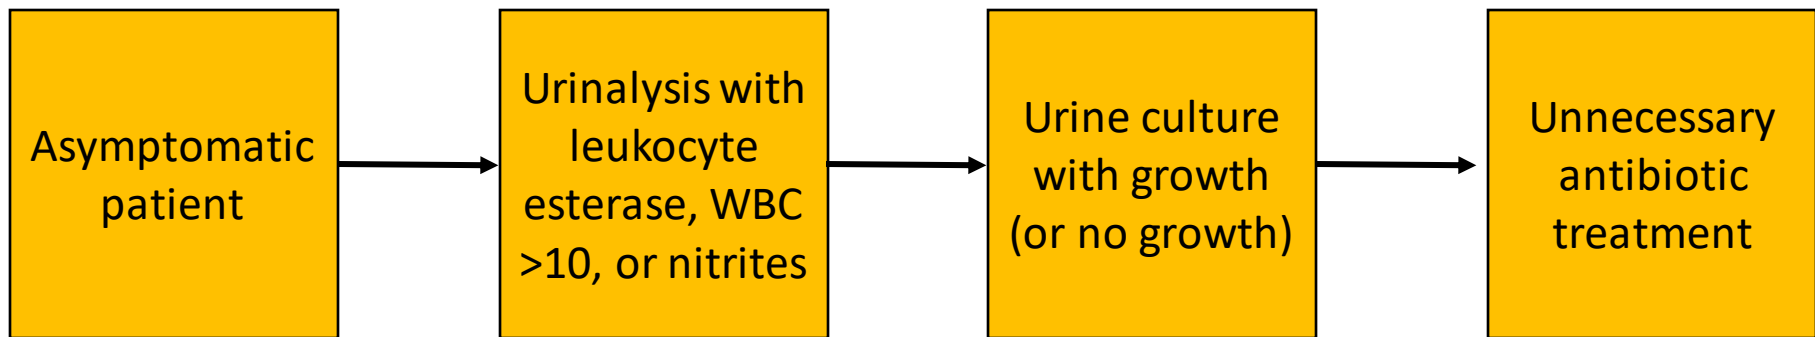 Asymptomatic
patient
Urinalysis with
leukocyte
esterase, WBC
>10, or nitrites
Urine culture
with growth
(or no growth)
Unnecessary
antibiotic
treatment